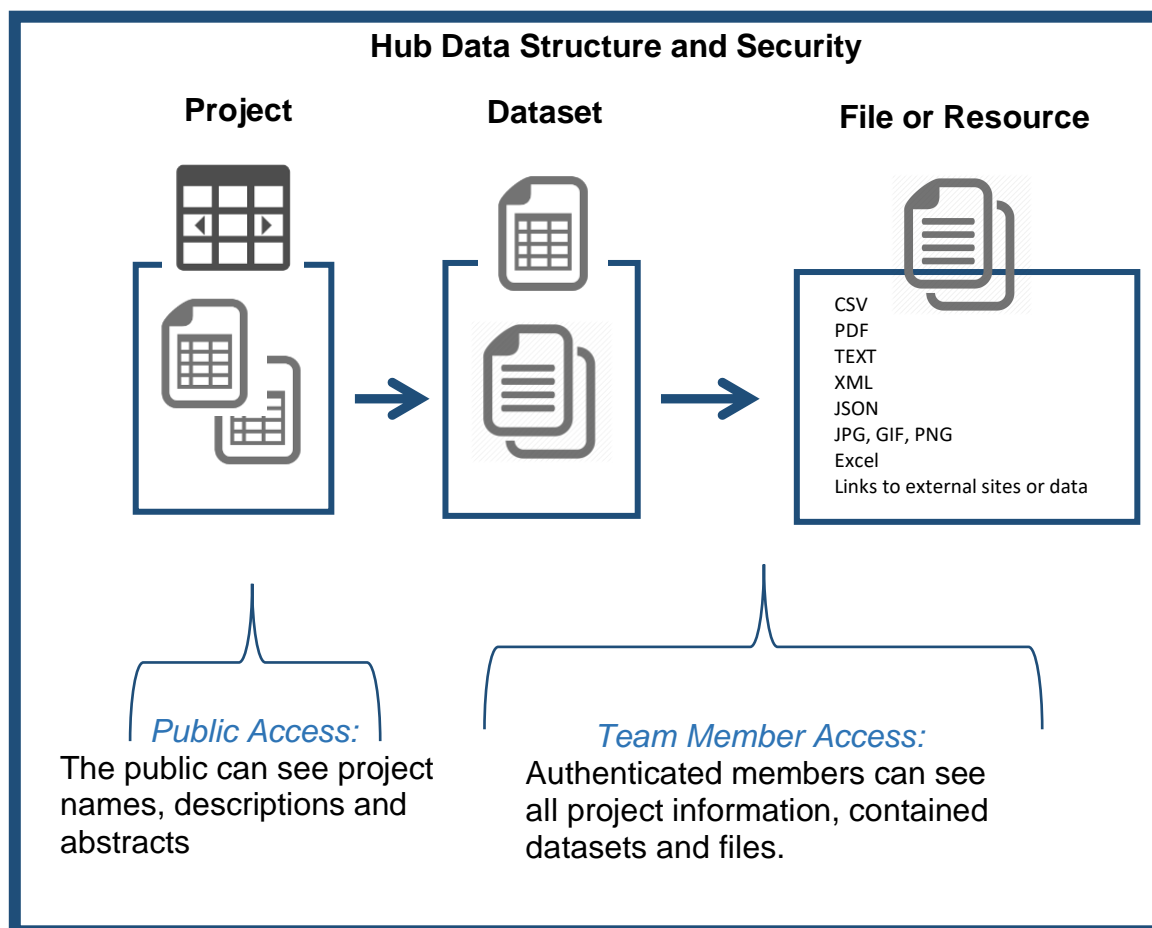 Hub Data Structure and Security
Project
Dataset
File or Resource
CSV
PDF
TEXT
XML
JSON
JPG, GIF, PNG
Excel
Links to external sites or data
Public Access:
The public can see project
names, descriptions and
abstracts
Team Member Access:
Authenticated members can see
all project information, contained
datasets and files.